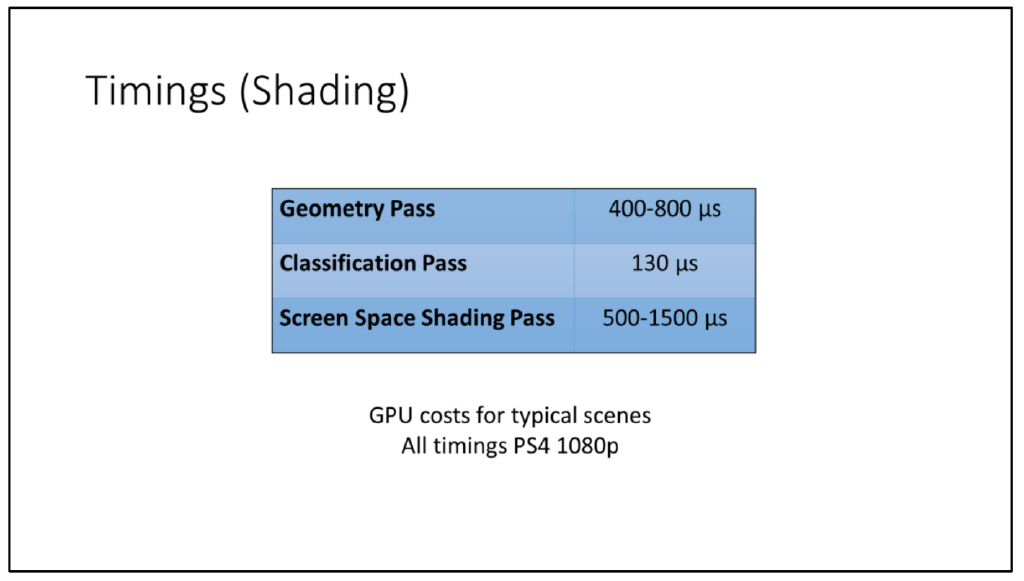 Timings (Shading)
Geometry Pass 400-800 µs
Classification Pass 130 µs
Screen Space Shading Pass 500-1500 µs
GPU costs for typical scenes
All timings PS4 1080p